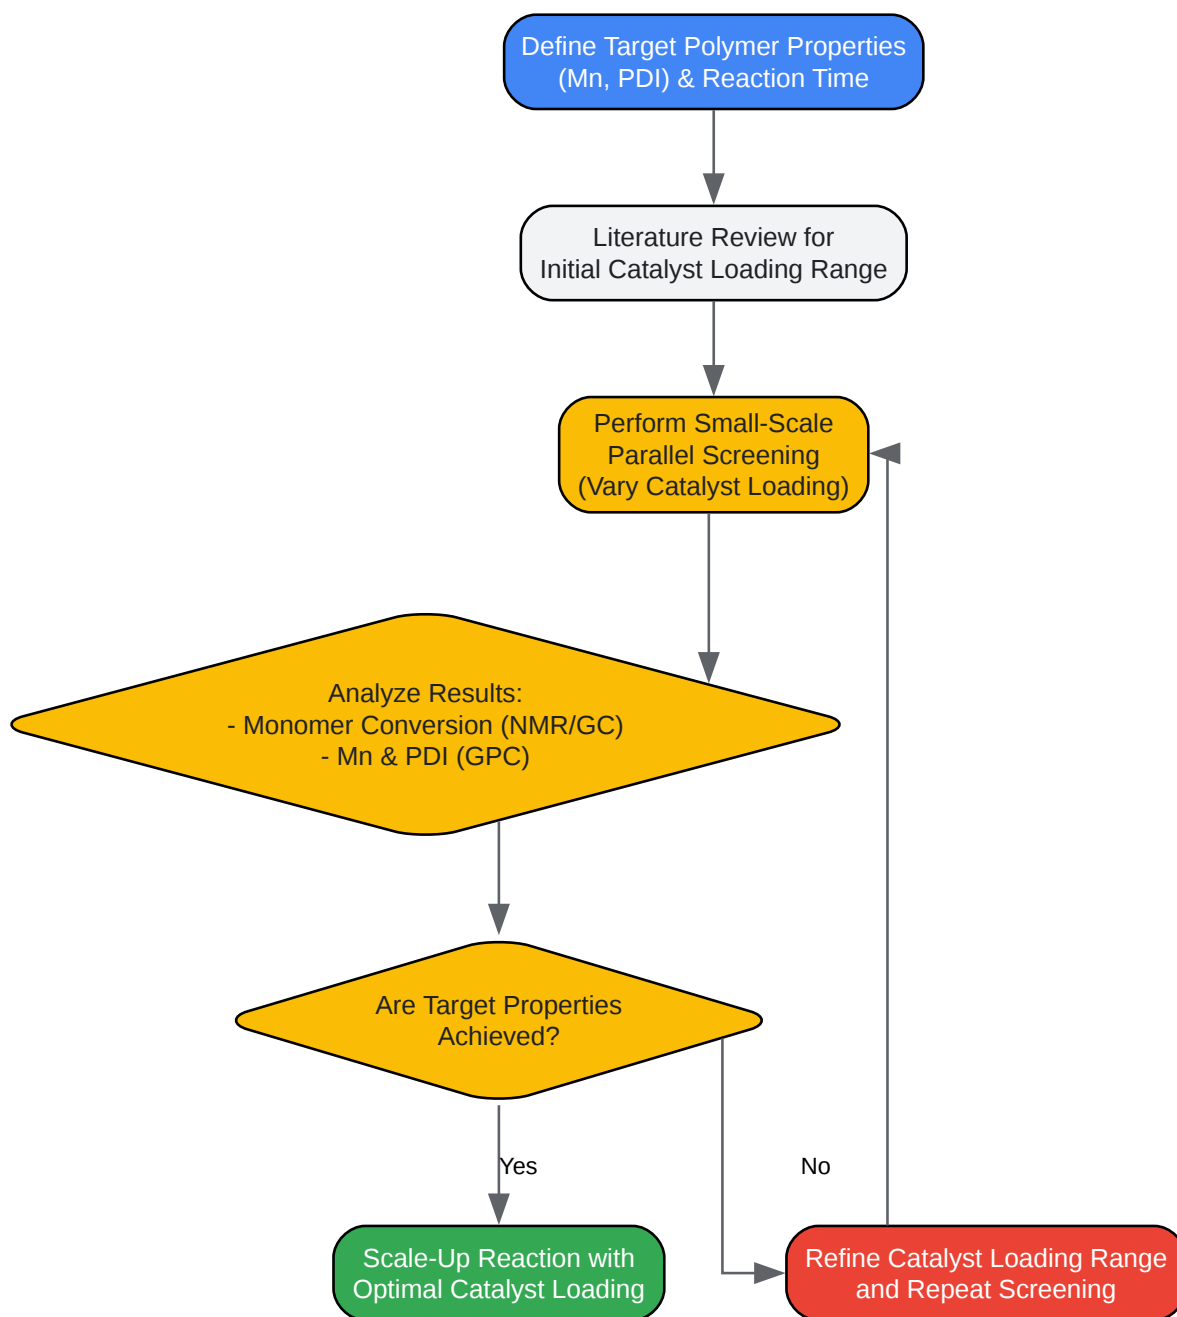 Define Target Polymer Properties
(Mn, PDI) & Reaction Time
Literature Review for
Initial Catalyst Loading Range
Perform Small-Scale
Parallel Screening
(Vary Catalyst Loading)
Analyze Results:
- Monomer Conversion (NMR/GC)
- Mn & PDI (GPC)
Are Target Properties
Achieved?
Yes
No
Scale-Up Reaction with
Optimal Catalyst Loading
Refine Catalyst Loading Range
and Repeat Screening